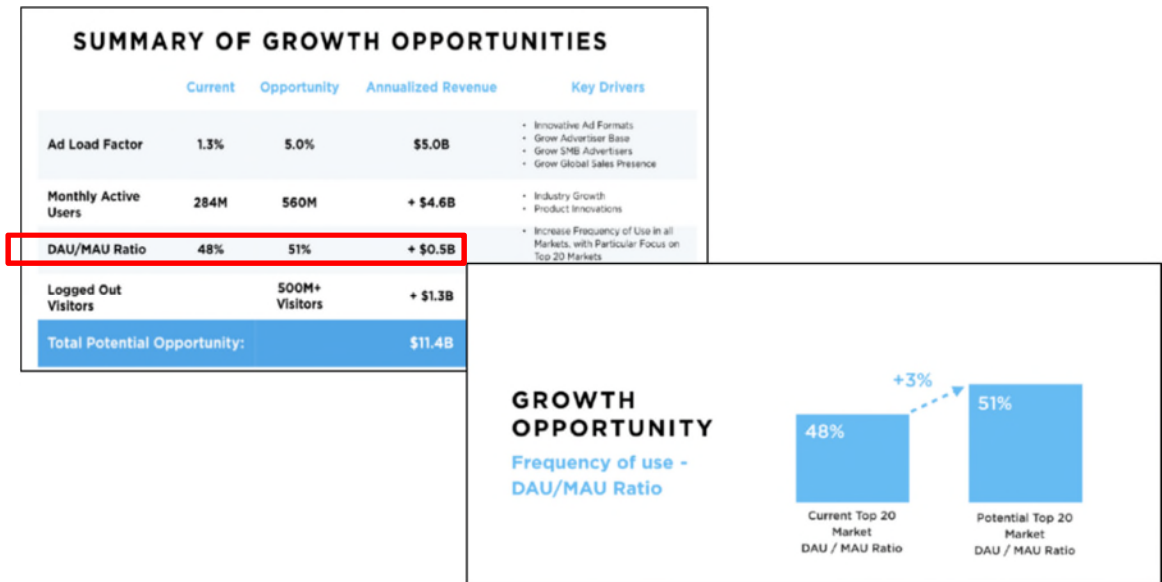 SUMMARY OF GROWTH OPPORTUNITIES
Current Opportunity Annualized Revenue Key Drivers
Ad Load Factor 1.3% 5.0% $5.0B
• Innovative Ad Formats
• Grow Advertiser Base
• Grow SMB Advertisers
• Grow Global Sales Presence
Monthly Active
Users
284M 560M + $4.6B
• Industry Growth
• Product Innovations
DAU/MAU Ratio 48% 51% + $0.5B
• Increase Frequency of Use in all
Markets, with Particular Focus on
Top 20 Markets
Logged Out
Visitors
500M+
Visitors
+ $1.3B
Total Potential Opportunity: $11.4B
GROWTH
OPPORTUNITY
Frequency of use -
DAU/MAU Ratio
+3%
48%
51%
Current Top 20
Market
DAU / MAU Ratio
Potential Top 20
Market
DAU / MAU Ratio